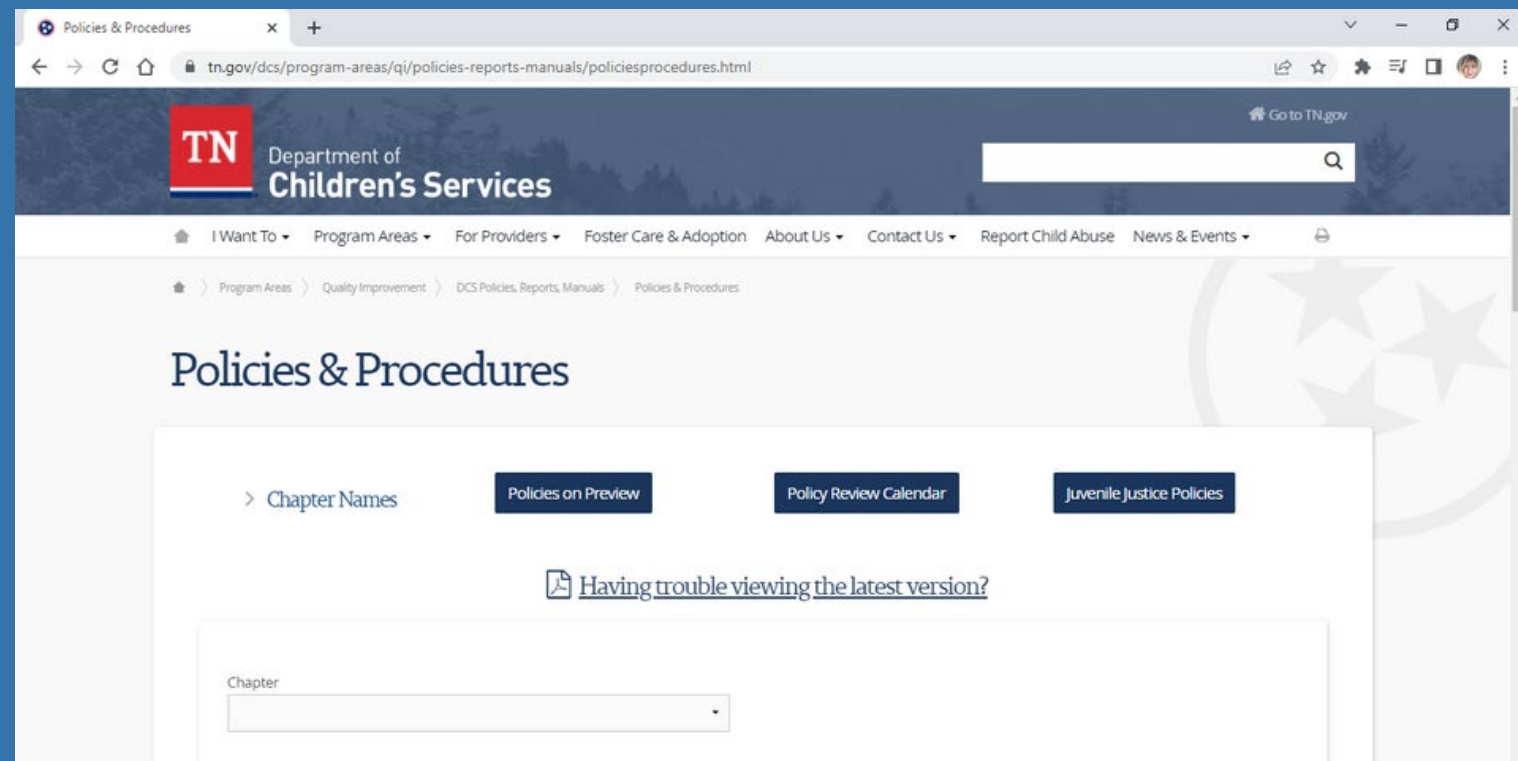 Policies & Procedures
tn.gov/dcs/program-areas/qi/policies-reports-manuals/policiesprocedures.html
Go to TN.gov
TN
Department of
Children's Services
I Want To Program Areas For Providers Foster Care & Adoption About Us Contact Us Report Child Abuse News & Events
Program Areas Quality Improvement DCS Policies, Reports, Manuals Policies & Procedures
Policies & Procedures
Chapter Names Policies on Preview Policy Review Calendar Juvenile Justice Policies
Having trouble viewing the latest version?
Chapter